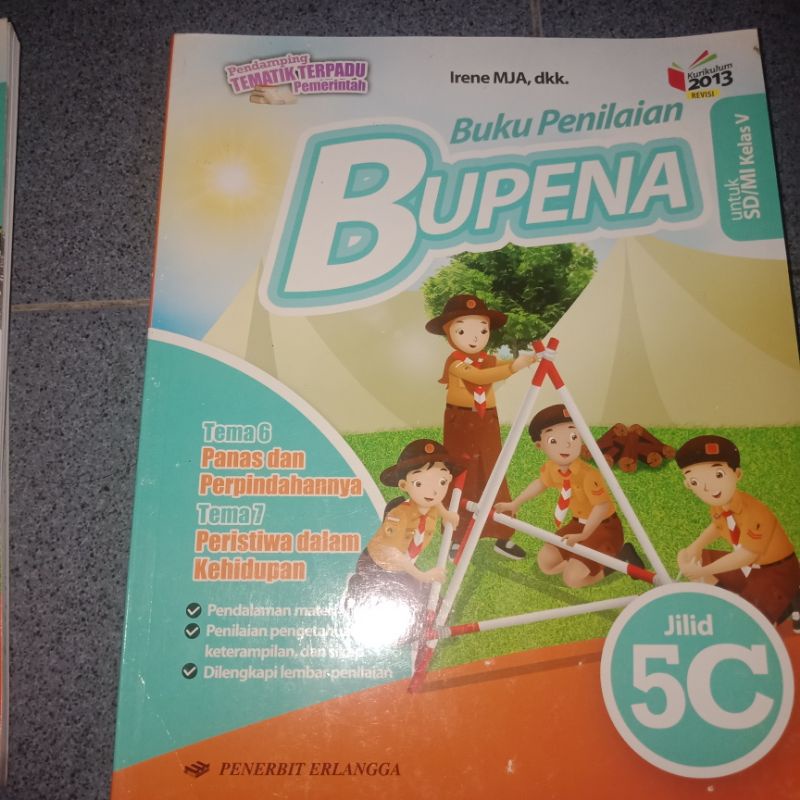 Pendamping
TEMATIK TERPADU
Pemerintah
Irene MJA, dkk.
Kurikulum
2013
REVISI
Buku Penilaian
BUPENA
untuk
SD/MI Kelas V
Tema 6
Panas dan
Perpindahannya
Tema 7
Peristiwa dalam
Kehidupan
Pendalaman materi
Penilaian pengetahuan,
keterampilan, dan sikap
Dilengkapi lembar penilaian
Jilid
5C
PENERBIT ERLANGGA